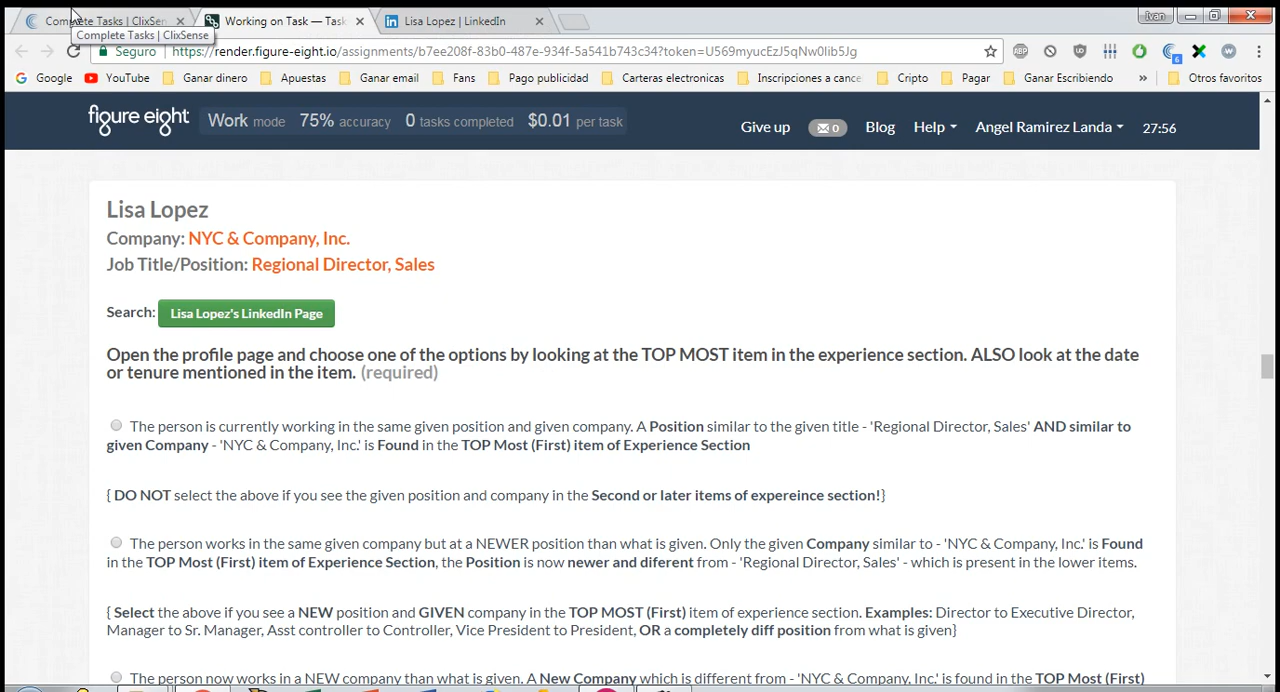 Complete Tasks | ClixSen
Working on Task — Task
Lisa Lopez | LinkedIn
Ivan
Complete Tasks | ClixSense
Seguro
https://render.figure-eight.io/assignments/b7ee208f-83b0-487e-934f-5a541b743c34?token=U569myucEzJ5qNw0lib5Jg
Google YouTube Ganar dinero Apuestas Ganar email Fans Pago publicidad Carteras electronicas Inscripciones a cance Cripto Pagar Ganar Escribiendo » Otros favoritos
figure eight Work mode 75% accuracy 0 tasks completed $0.01 per task Give up 0 Blog Help Angel Ramirez Landa 27:56
Lisa Lopez
Company: NYC & Company, Inc.
Job Title/Position: Regional Director, Sales
Search: Lisa Lopez's LinkedIn Page
Open the profile page and choose one of the options by looking at the TOP MOST item in the experience section. ALSO look at the date
or tenure mentioned in the item. (required)
The person is currently working in the same given position and given company. A Position similar to the given title - 'Regional Director, Sales' AND similar to
given Company - 'NYC & Company, Inc.' is Found in the TOP Most (First) item of Experience Section
{ DO NOT select the above if you see the given position and company in the Second or later items of expereince section!}
The person works in the same given company but at a NEWER position than what is given. Only the given Company similar to - 'NYC & Company, Inc.' is Found
in the TOP Most (First) item of Experience Section, the Position is now newer and diferent from - 'Regional Director, Sales' - which is present in the lower items.
{ Select the above if you see a NEW position and GIVEN company in the TOP MOST (First) item of experience section. Examples: Director to Executive Director,
Manager to Sr. Manager, Asst controller to Controller, Vice President to President, OR a completely diff position from what is given}
The person now works in a NEW company than what is given. A New Company which is different from - 'NYC & Company, Inc.' is found in the TOP Most (First)